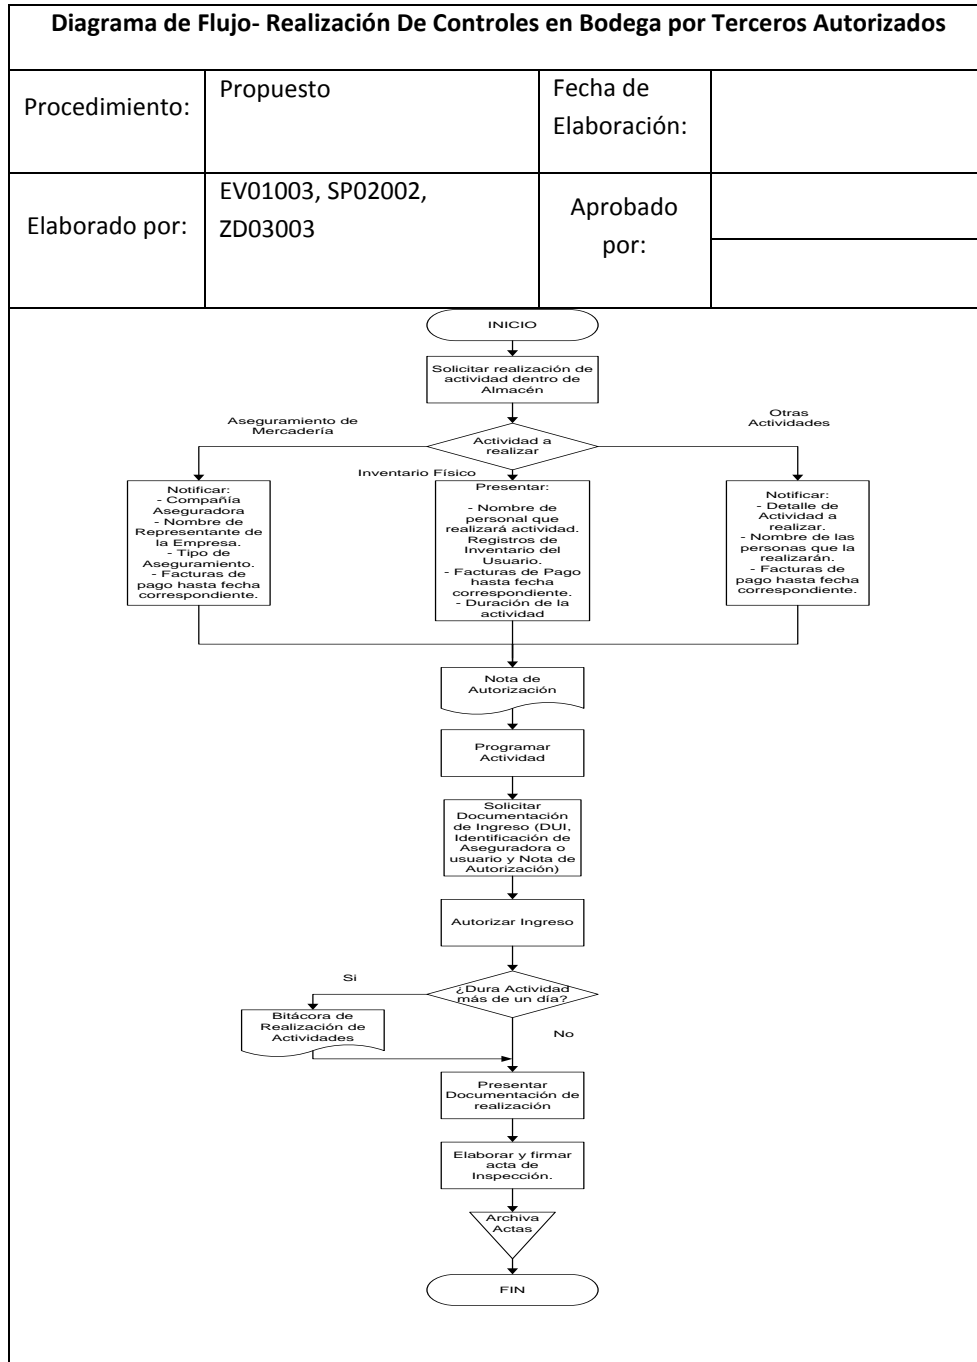 Diagrama de Flujo- Realización De Controles en Bodega por Terceros Autorizados
Procedimiento:
Propuesto
Fecha de
Elaboración:
Elaborado por:
EV01003, SP02002,
ZD03003
Aprobado
por:
INICIO
Solicitar realización de
actividad dentro de
Almacén
Actividad a
realizar
Aseguramiento de
Mercadería
Inventario Físico
Otras
Actividades
Notificar:
- Compañía
Aseguradora
- Nombre de
Representante de
la Empresa.
- Tipo de
Aseguramiento.
- Facturas de
pago hasta fecha
correspondiente.
Presentar:
- Nombre de
personal que
realizará actividad.
Registros de
Inventario del
Usuario.
- Facturas de Pago
hasta fecha
correspondiente.
- Duración de la
actividad
Notificar:
- Detalle de
Actividad a
realizar.
- Nombre de las
personas que la
realizarán.
- Facturas de
pago hasta fecha
correspondiente.
Nota de
Autorización
Programar
Actividad
Solicitar
Documentación
de Ingreso (DUI,
Identificación de
Aseguradora o
usuario y Nota de
Autorización)
Autorizar Ingreso
¿Dura Actividad
más de un día?
Si
Bitácora de
Realización de
Actividades
No
Presentar
Documentación de
realización
Elaborar y firmar
acta de
Inspección.
Archiva
Actas
FIN